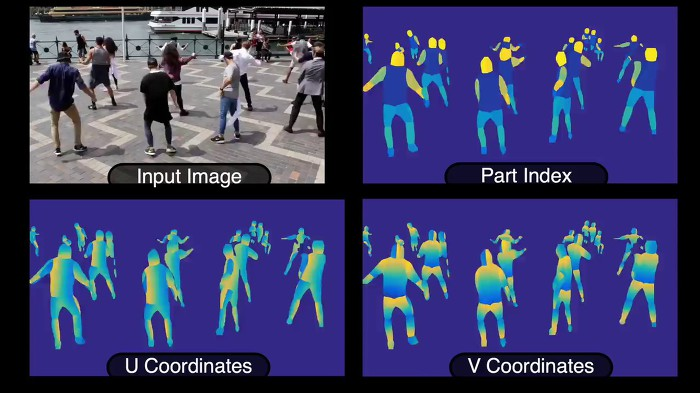 Input Image
Part Index
U Coordinates
V Coordinates